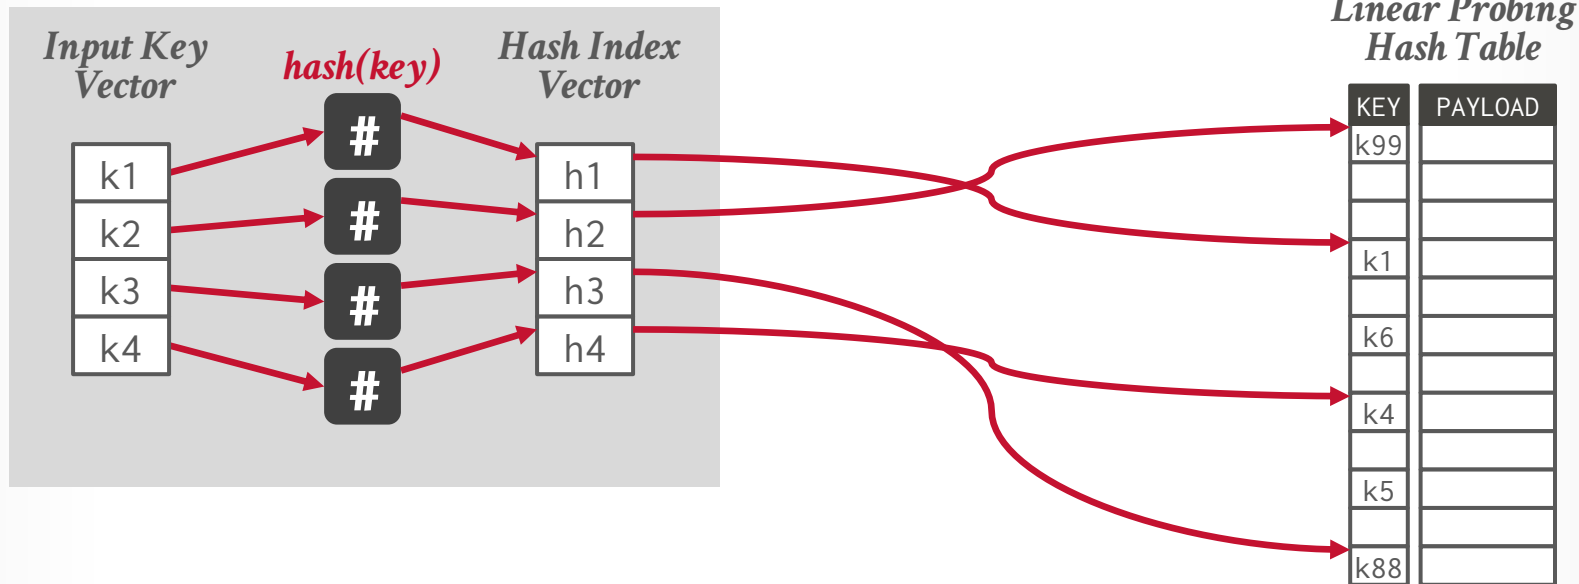 Input Key
Vector
hash(key)
Hash Index
Vector
Linear Probing
Hash Table
k1
k2
k3
k4
#
#
#
#
h1
h2
h3
h4
KEY PAYLOAD
k99
k1
k6
k4
k5
k88